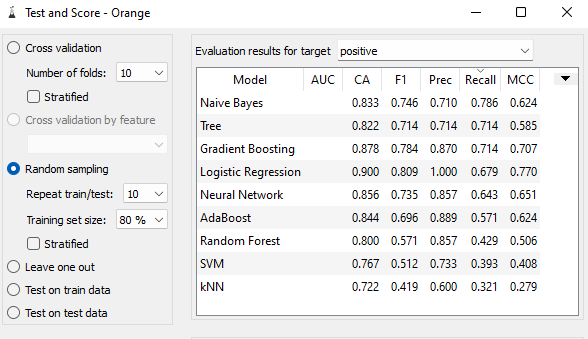 Test and Score - Orange
Cross validation
Number of folds: 10
Stratified
Cross validation by feature
Random sampling
Repeat train/test: 10
Training set size: 80 %
Stratified
Leave one out
Test on train data
Test on test data
Evaluation results for target positive
Model AUC CA F1 Prec Recall MCC
Naive Bayes 0.833 0.746 0.710 0.786 0.624
Tree 0.822 0.714 0.714 0.714 0.585
Gradient Boosting 0.878 0.784 0.870 0.714 0.707
Logistic Regression 0.900 0.809 1.000 0.679 0.770
Neural Network 0.856 0.735 0.857 0.643 0.651
AdaBoost 0.844 0.696 0.889 0.571 0.624
Random Forest 0.800 0.571 0.857 0.429 0.506
SVM 0.767 0.512 0.733 0.393 0.408
kNN 0.722 0.419 0.600 0.321 0.279